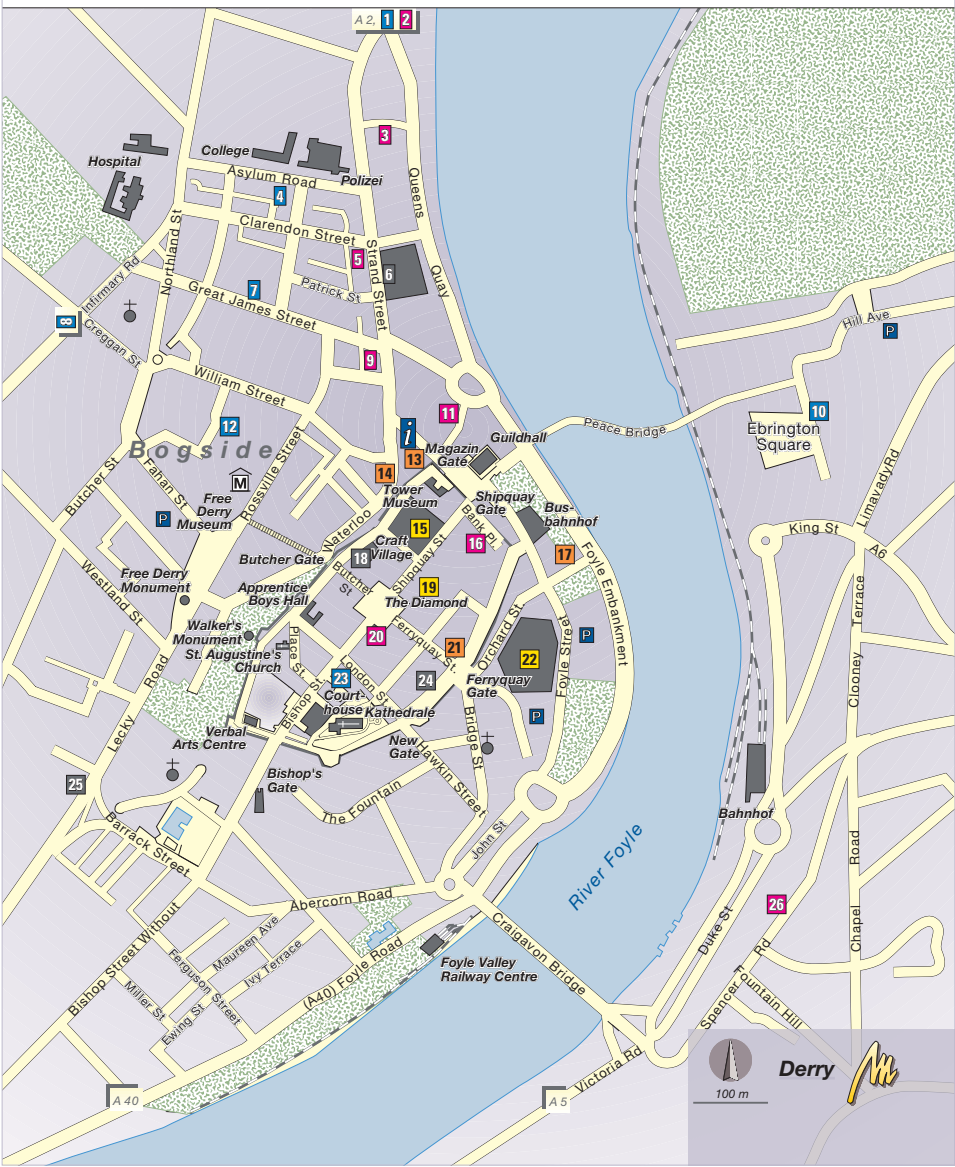 A 2, 1 2
3
College
Hospital
Asylum Road
Polizei
4
Queens
Quay
Clarendon Street
Northland St
Strand Street
5
6
Infirmary Rd
Patrick St
7
Great James Street
8
Creggan St
9
Hill Ave
P
William Street
10
11
12
Peace Bridge
Ebrington
Square
Guildhall
i
13
Magazin
Gate
Bogside
14
Tower
Museum
Shipquay
Gate
Bus-
bahnhof
Butcher St
Fahan St
M
Rossville Street
Free
Derry
Museum
P
Waterloo
15
Bank Pl.
16
17
King St
Limavady Rd
A6
Craft
Village
18
Butcher Gate
Butcher
St
Shipquay St
Foyle Embankment
Free Derry
Monument
Westland St
Apprentice
Boys Hall
19
The Diamond
Walker's
Monument
St. Augustine's
Church
Place St.
20
Ferryquay St.
21
Orchard St.
Foyle Street
P
22
Ferryquay
Gate
Terrace
Clooney
23
London St.
24
Court-
house
Kathedrale
Bishop St
P
Verbal
Arts Centre
New
Gate
Bridge St
Road
Lecky
Hawkin Street
25
Bishop's
Gate
The Fountain
Bahnhof
Barrack Street
John St
River Foyle
Road
Chapel
Abercorn Road
26
Bishop Street Without
Craigavon Bridge
Duke St
Maureen Ave
Ivy Terrace
Ferguson Street
(A40) Foyle Road
Foyle Valley
Railway Centre
Miller St
Ewing St
Spencer Rd
Fountain Hill
Victoria Rd
A 40
A 5
Derry
100 m